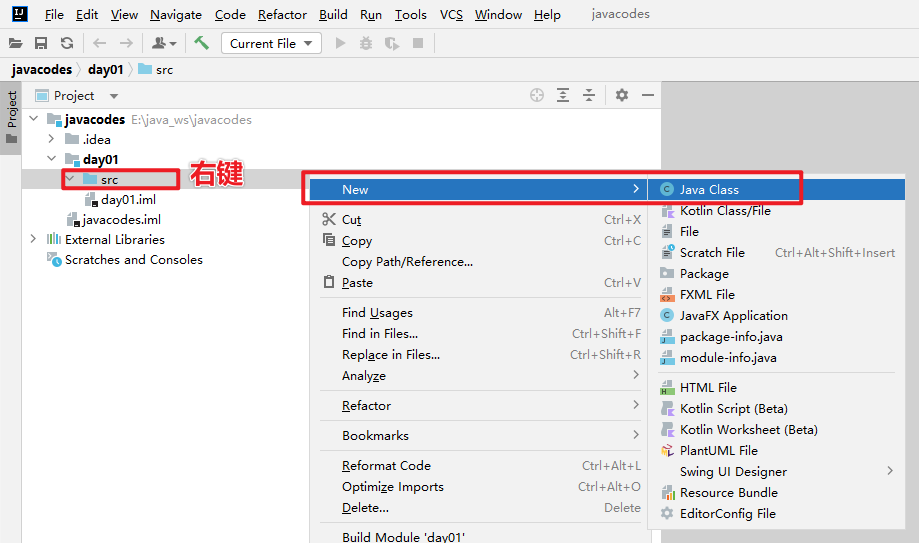 File Edit View Navigate Code Refactor Build Run Tools VCS Window Help javacodes
Current File
javacodes day01 src
Project
Project
javacodes E:\java_ws\javacodes
.idea
day01
src
右键
day01.iml
javacodes.iml
External Libraries
Scratches and Consoles
New
Cut Ctrl+X
Copy Ctrl+C
Copy Path/Reference...
Paste Ctrl+V
Find Usages Alt+F7
Find in Files... Ctrl+Shift+F
Replace in Files... Ctrl+Shift+R
Analyze
Refactor
Bookmarks
Reformat Code Ctrl+Alt+L
Optimize Imports Ctrl+Alt+O
Delete... Delete
Build Module 'day01'
Java Class
Kotlin Class/File
File
Scratch File Ctrl+Alt+Shift+Insert
Package
FXML File
JavaFX Application
package-info.java
module-info.java
HTML File
Kotlin Script (Beta)
Kotlin Worksheet (Beta)
PlantUML File
Swing UI Designer
Resource Bundle
EditorConfig File